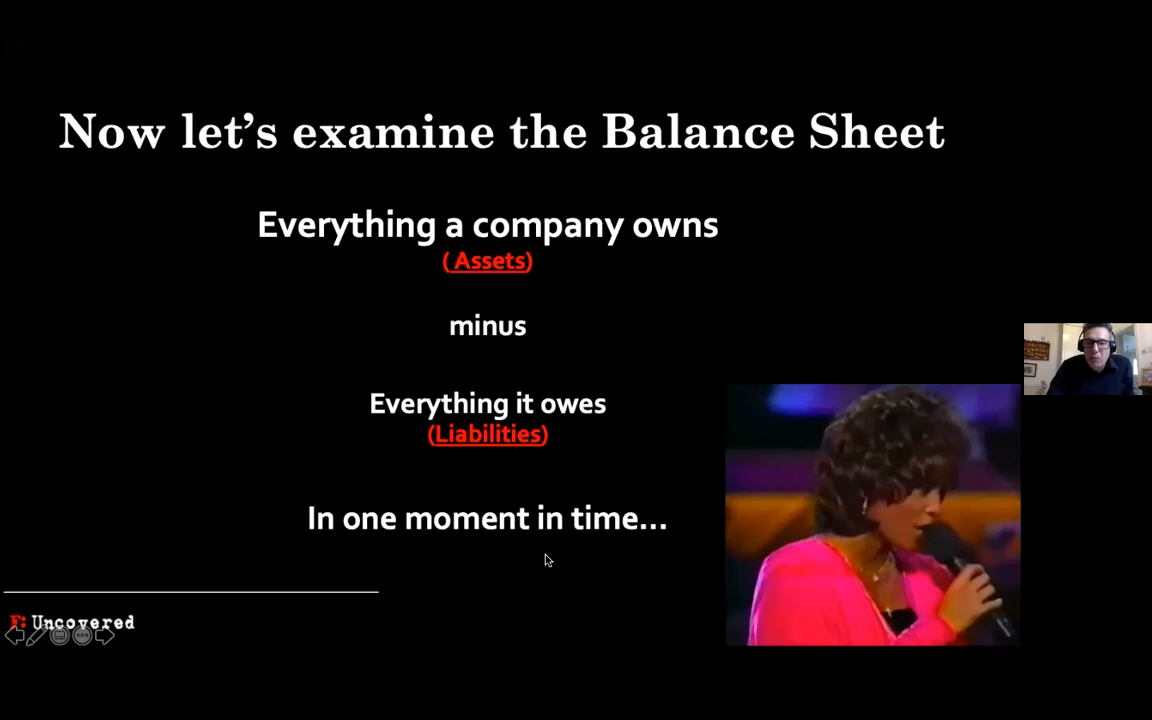 Now let's examine the Balance Sheet
Everything a company owns
( Assets)
minus
Everything it owes
(Liabilities)
In one moment in time...
F: Uncovered